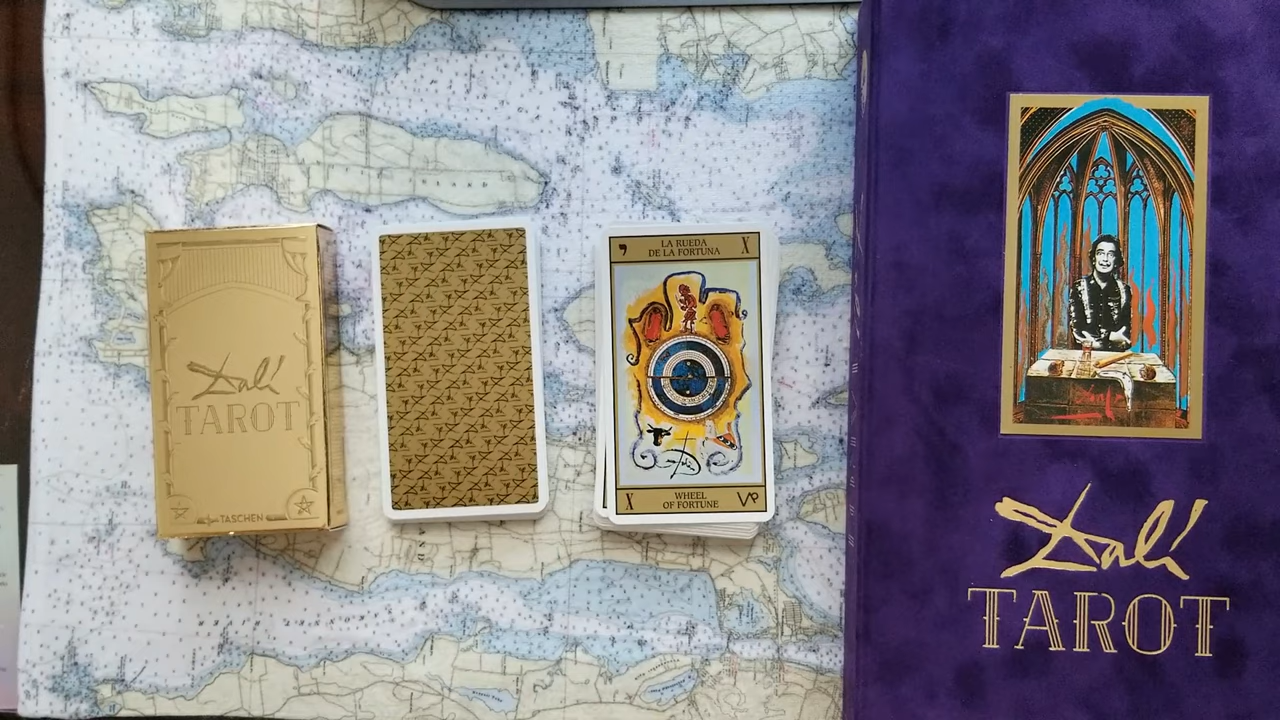 Dalí
TAROT
TASCHEN
X
LA RUEDA
DE LA FORTUNA
X
WHEEL
OF FORTUNE
Dalí
TAROT